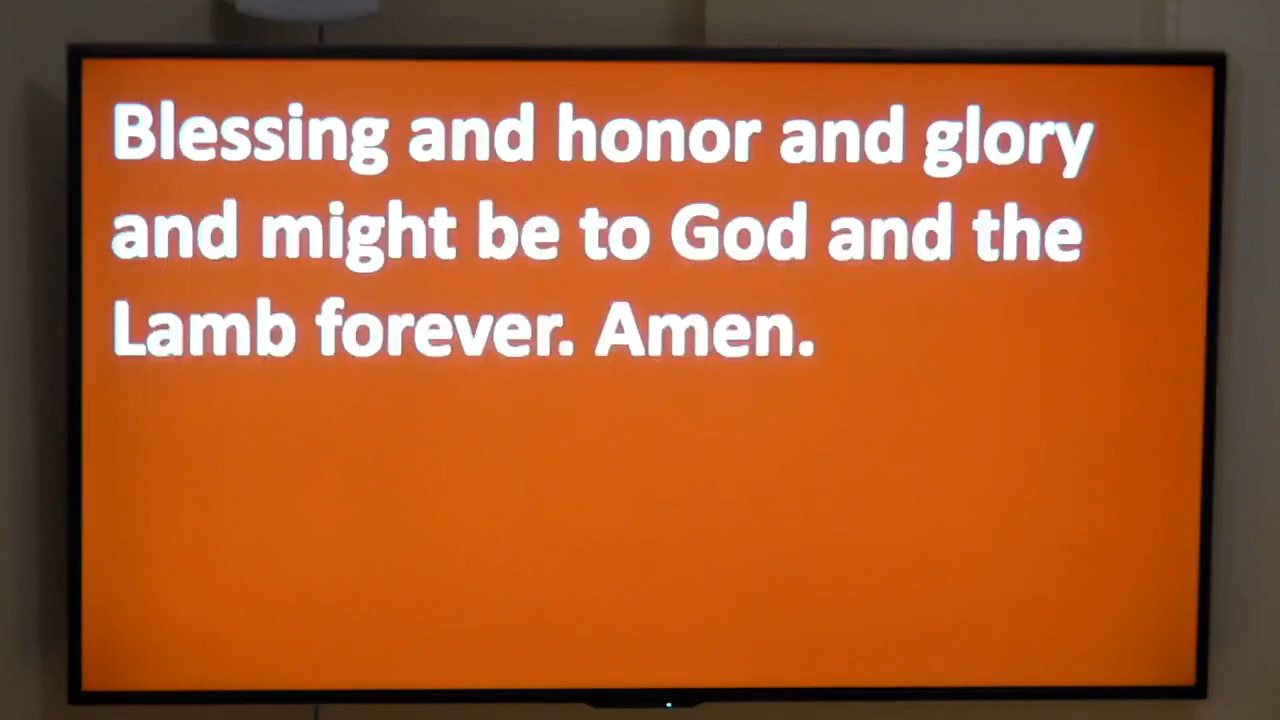 Blessing and honor and glory
and might be to God and the
Lamb forever. Amen.